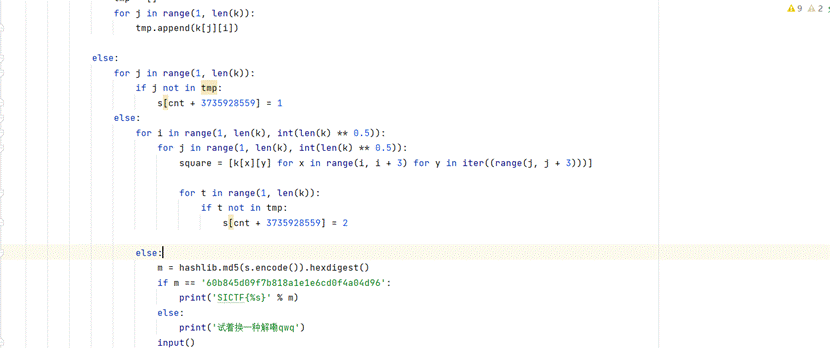 9 2
for j in range(1, len(k)):
tmp.append(k[j][i])
else:
for j in range(1, len(k)):
if j not in tmp:
s[cnt + 3735928559] = 1
else:
for i in range(1, len(k), int(len(k) ** 0.5)):
for j in range(1, len(k), int(len(k) ** 0.5)):
square = [k[x][y] for x in range(i, i + 3) for y in iter((range(j, j + 3)))]
for t in range(1, len(k)):
if t not in tmp:
s[cnt + 3735928559] = 2
else:
m = hashlib.md5(s.encode()).hexdigest()
if m == '60b845d09f7b818a1e1e6cd0f4a04d96':
print('SICTF{%s}' % m)
else:
print('试着换一种解嘞qwq')
input()